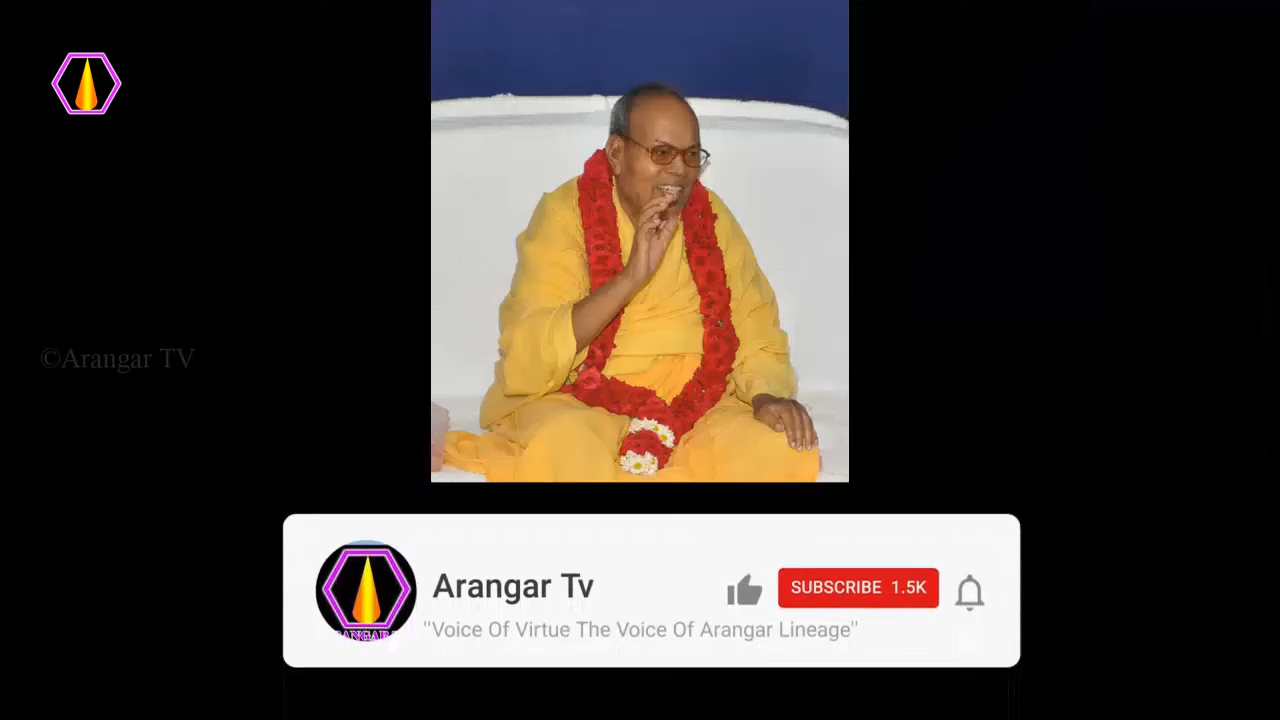 ©Arangar TV
Arangar Tv
SUBSCRIBE 1.5K
"Voice Of Virtue The Voice Of Arangar Lineage"